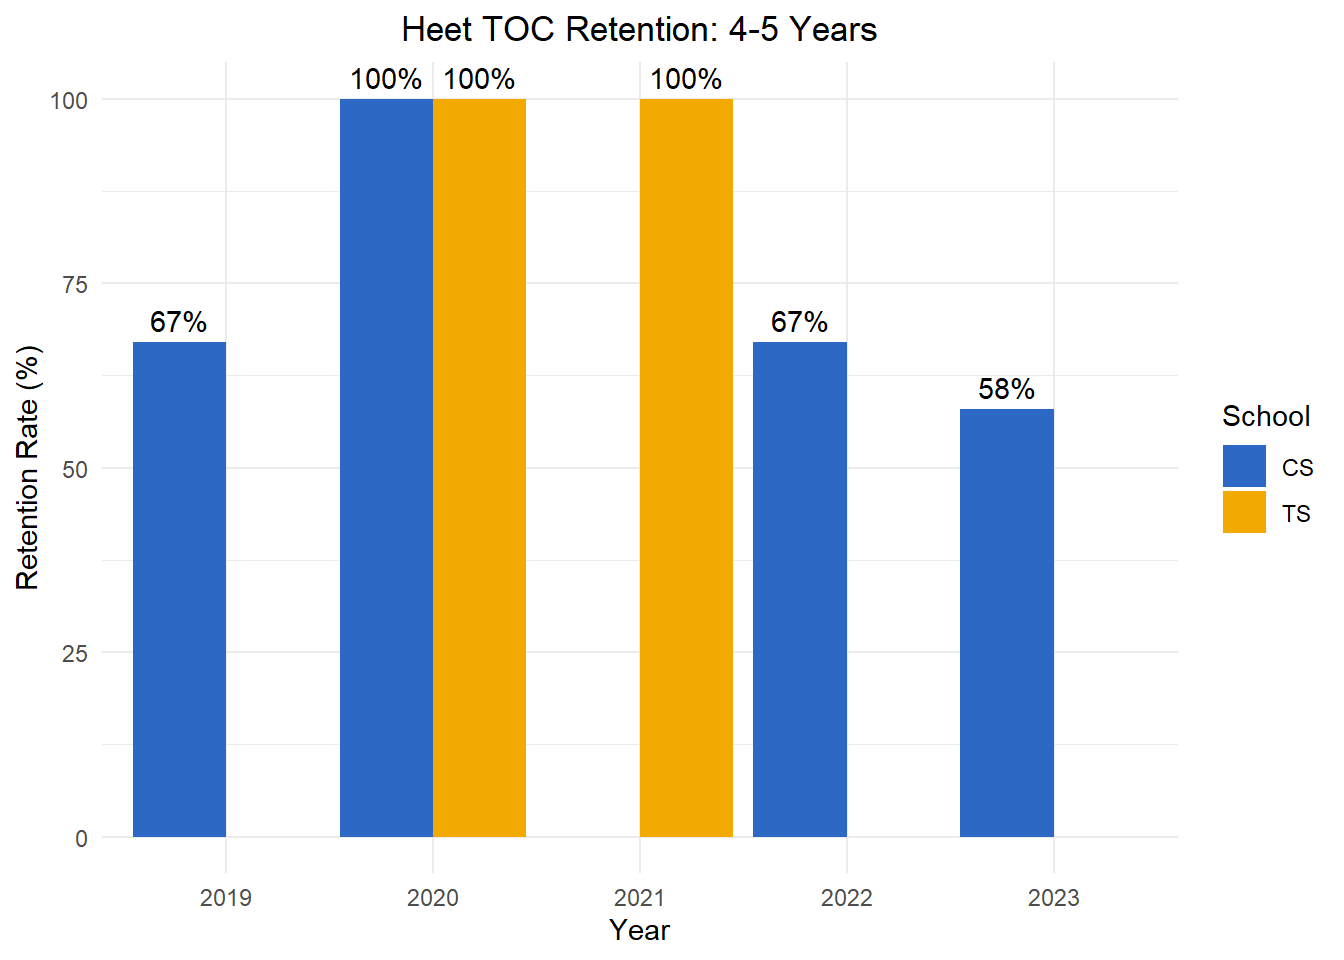 Heet TOC Retention: 4-5 Years
100% 100% 100%
100
75
67% 67%
58%
Retention Rate (%)
50
25
0
School
CS
TS
2019 2020 2021 2022 2023
Year